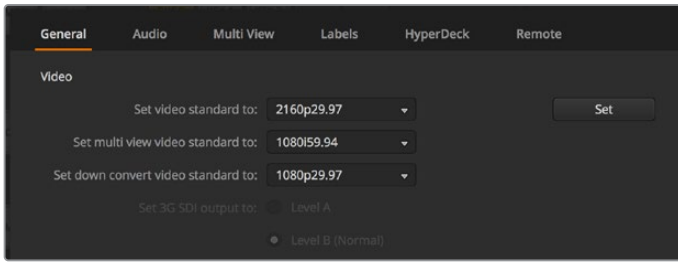 General Audio Multi View Labels HyperDeck Remote
Video
Set video standard to: 2160p29.97 Set
Set multi view video standard to: 1080i59.94
Set down convert video standard to: 1080p29.97
Set 3G SDI output to: Level A
Level B (Normal)